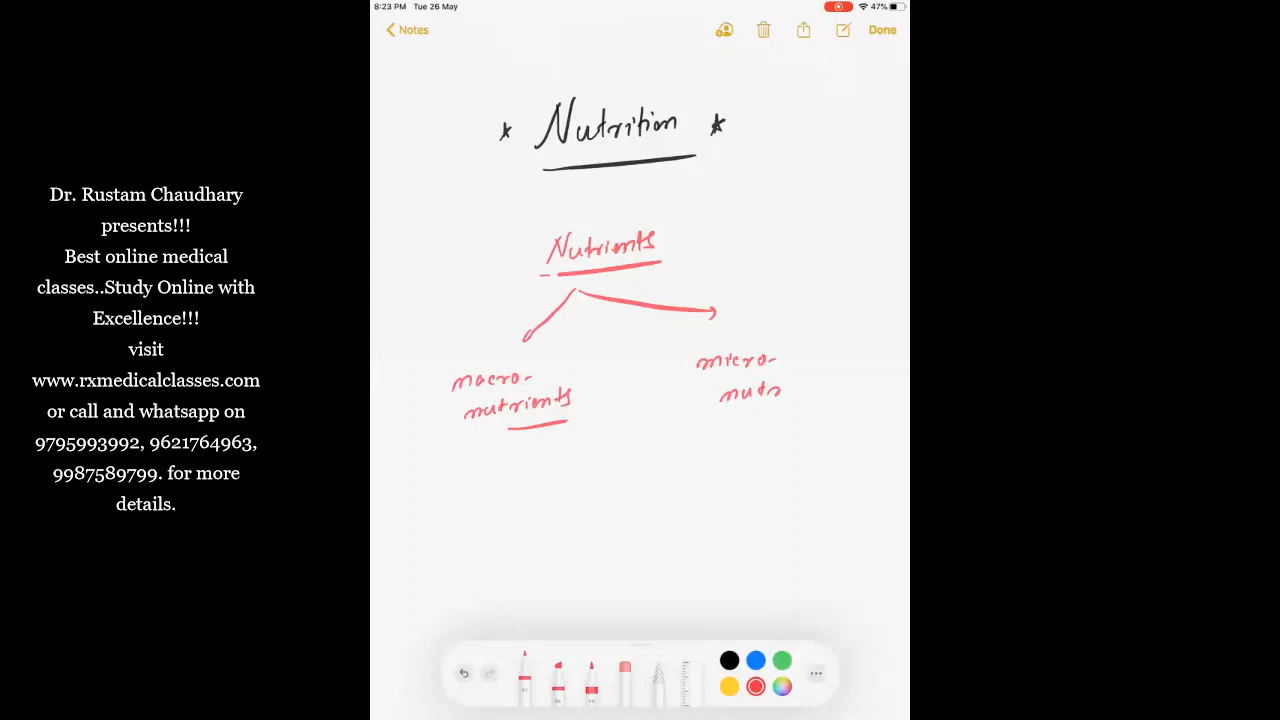 8:23 PM Tue 26 May 47%
Notes Done
* Nutrition *
Nutrients
macro-
nutrients
micro-
nuts
Dr. Rustam Chaudhary
presents!!!
Best online medical
classes..Study Online with
Excellence!!!
visit
www.rxmedicalclasses.com
or call and whatsapp on
9795993992, 9621764963,
9987589799. for more
details.